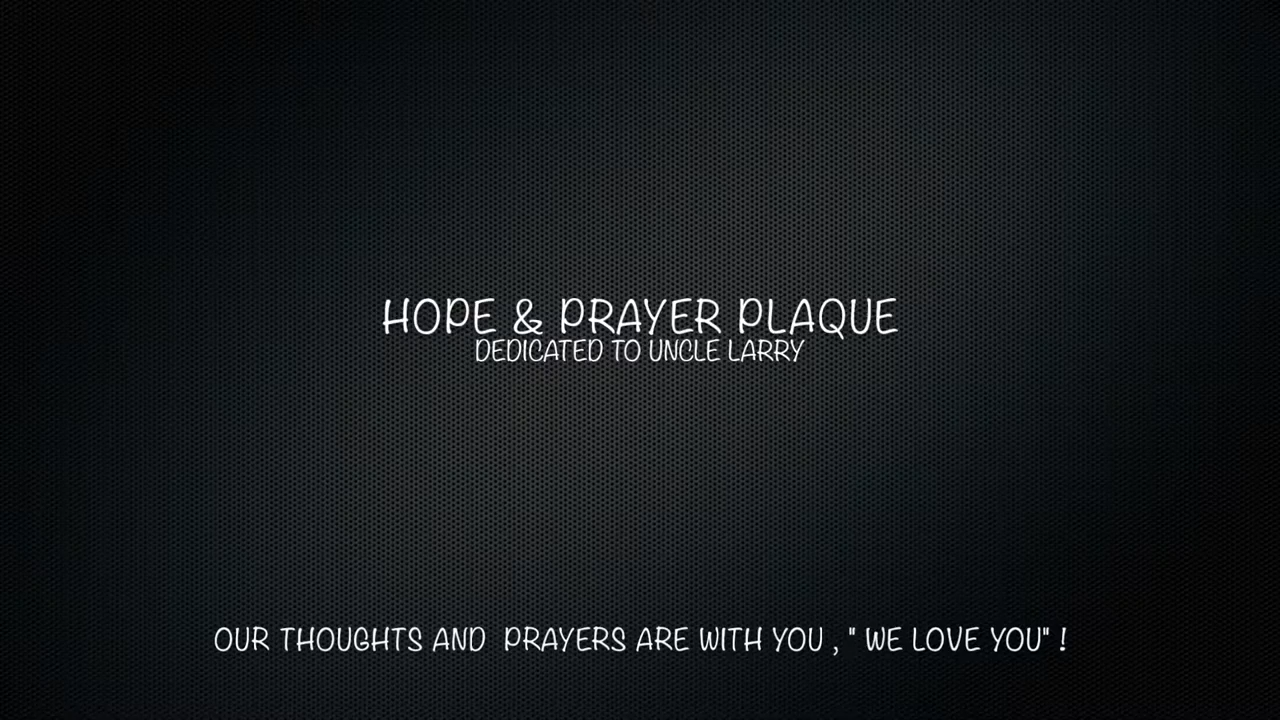 HOPE & PRAYER PLAQUE
DEDICATED TO UNCLE LARRY
OUR THOUGHTS AND  PRAYERS ARE WITH YOU , " WE LOVE YOU" !